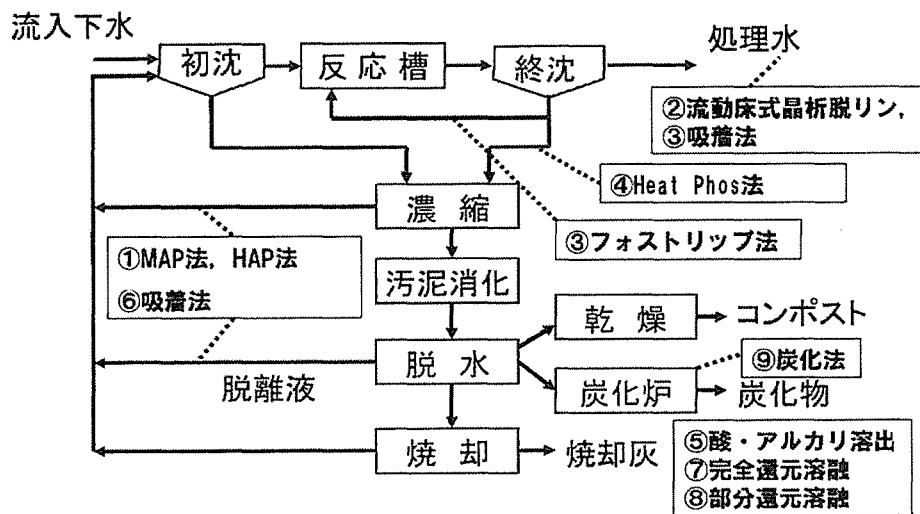 流入下水
初沈
反応槽
終沈
処理水
②流動床式晶析脱リン,
③吸着法
④Heat Phos法
濃縮
③フォストリップ法
①MAP法, HAP法
⑥吸着法
汚泥消化
乾燥
コンポスト
脱水
⑨炭化法
脱離液
炭化炉
炭化物
焼却
焼却灰
⑤酸・アルカリ溶出
⑦完全還元溶融
⑧部分還元溶融